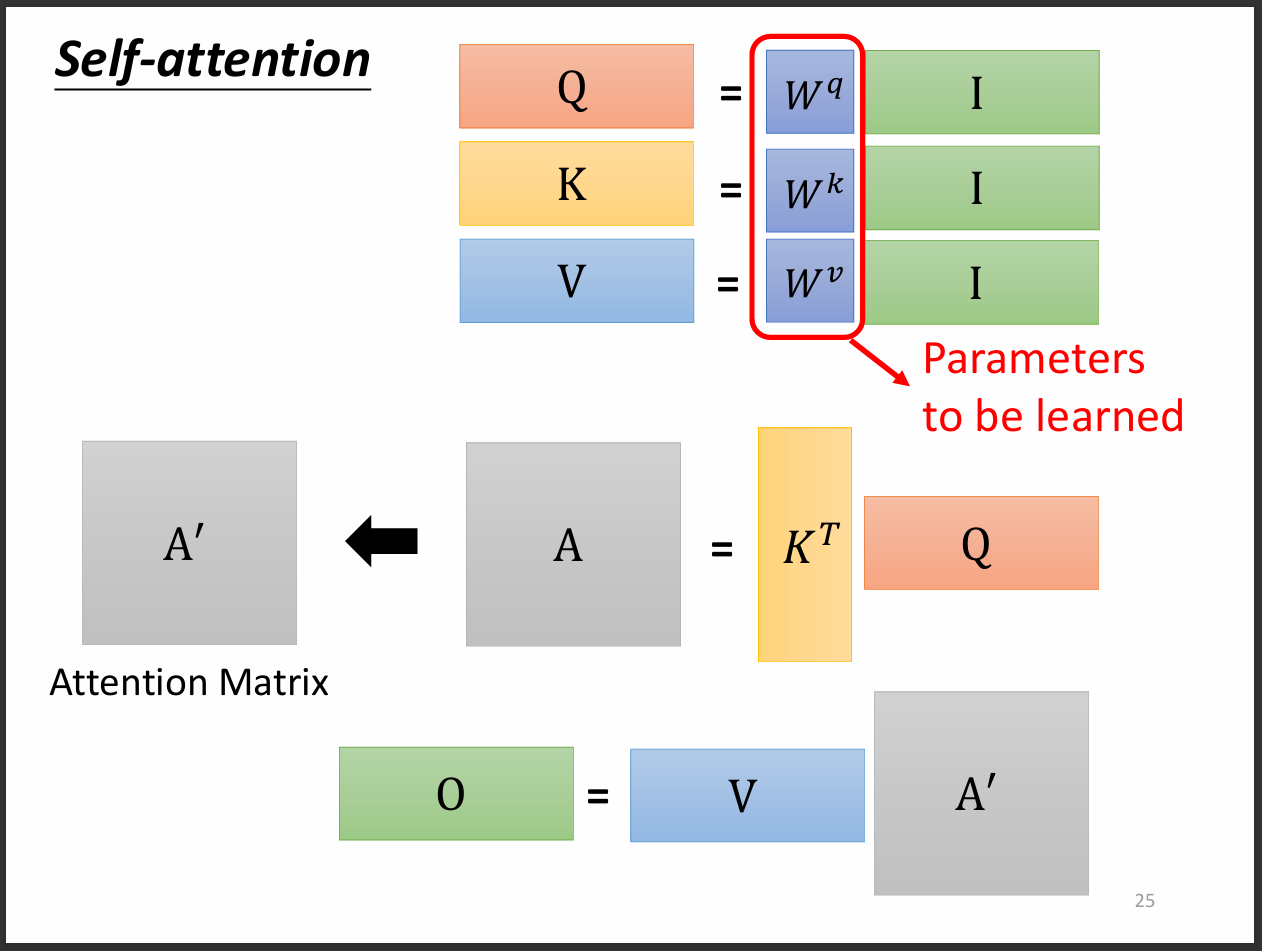 Self-attention
Q = W^q I
K = W^k I
V = W^v I
Parameters
to be learned
A′ A = K^T Q
Attention Matrix
O = V A′
25